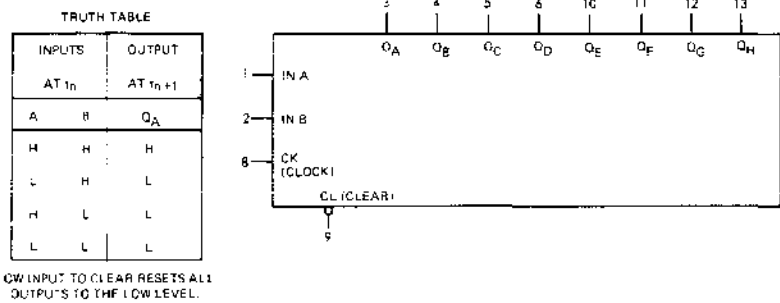 TRUTH TABLE
INPUTS OUTPUT
AT tn AT tn+1
A B QA
H H H
L H L
H L L
L L L
OW INPUT TO CLEAR RESETS ALL
OUTPUTS TO THE LOW LEVEL.
3 4 5 6 10 11 12 13
QA QB QC QD QE QF QG QH
1 IN A
2 IN B
8 CK
(CLOCK)
CL (CLEAR)
9